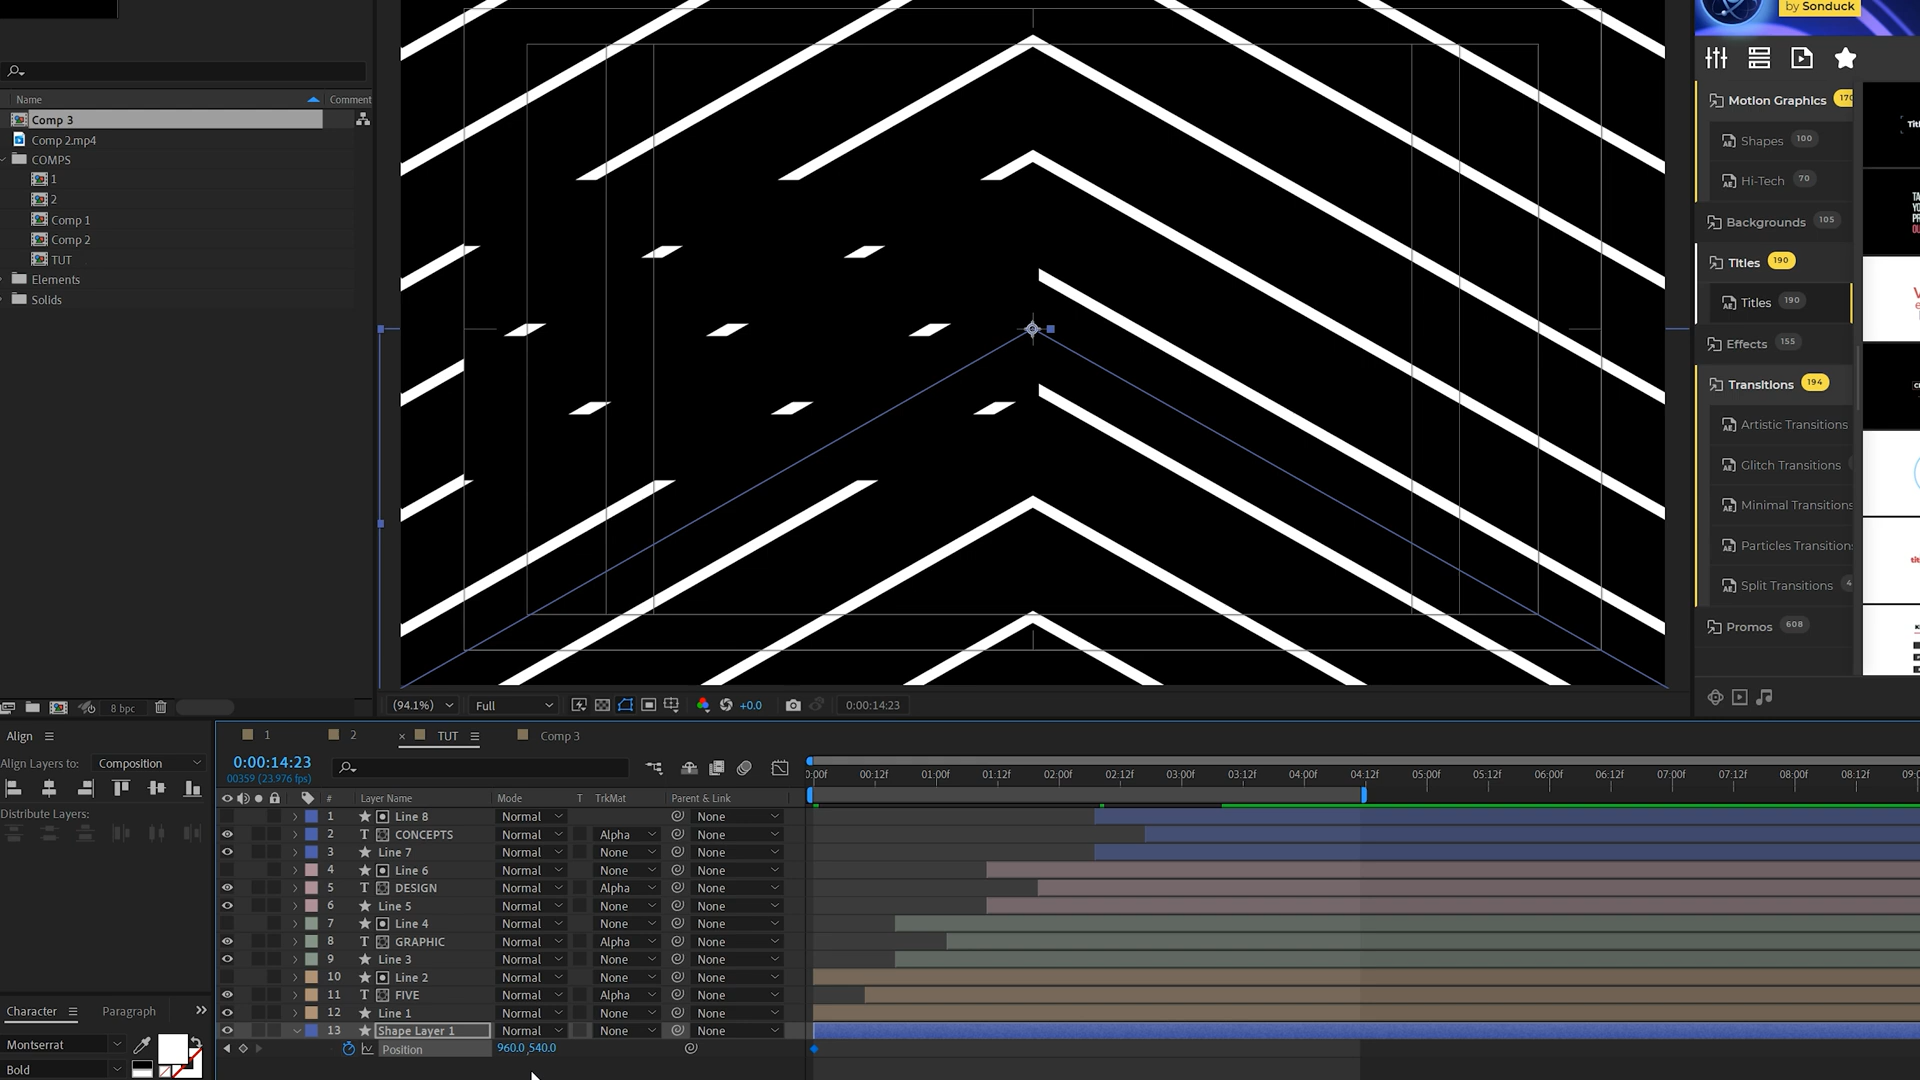 by Sonduck
Name
Comment
Comp 3
Comp 2.mp4
COMPS
1
2
Comp 1
Comp 2
TUT
Elements
Solids
8 bpc
(94.1%)
Full
+0.0
0:00:14:23
Motion Graphics
Shapes 100
Hi-Tech 70
Backgrounds 105
Titles 190
Titles 190
Effects 155
Transitions 194
Artistic Transitions
Glitch Transitions
Minimal Transitions
Particles Transition
Split Transitions
Promos 608
Align
Align Layers to: Composition
Distribute Layers:
Character
Paragraph
Montserrat
Bold
1
2
TUT
Comp 3
0:00:14:23
00359 (23.976 fps)
:00f 00:12f 01:00f 01:12f 02:00f 02:12f 03:00f 03:12f 04:00f 04:12f 05:00f 05:12f 06:00f 06:12f 07:00f 07:12f 08:00f 08:12f
# Layer Name Mode T TrkMat Parent & Link
1 Line 8 Normal None
2 T CONCEPTS Normal Alpha None
3 Line 7 Normal None None
4 Line 6 Normal None None
5 T DESIGN Normal Alpha None
6 Line 5 Normal None None
7 Line 4 Normal None None
8 T GRAPHIC Normal Alpha None
9 Line 3 Normal None None
10 Line 2 Normal None None
11 T FIVE Normal Alpha None
12 Line 1 Normal None None
13 Shape Layer 1 Normal None None
Position 960.0,540.0